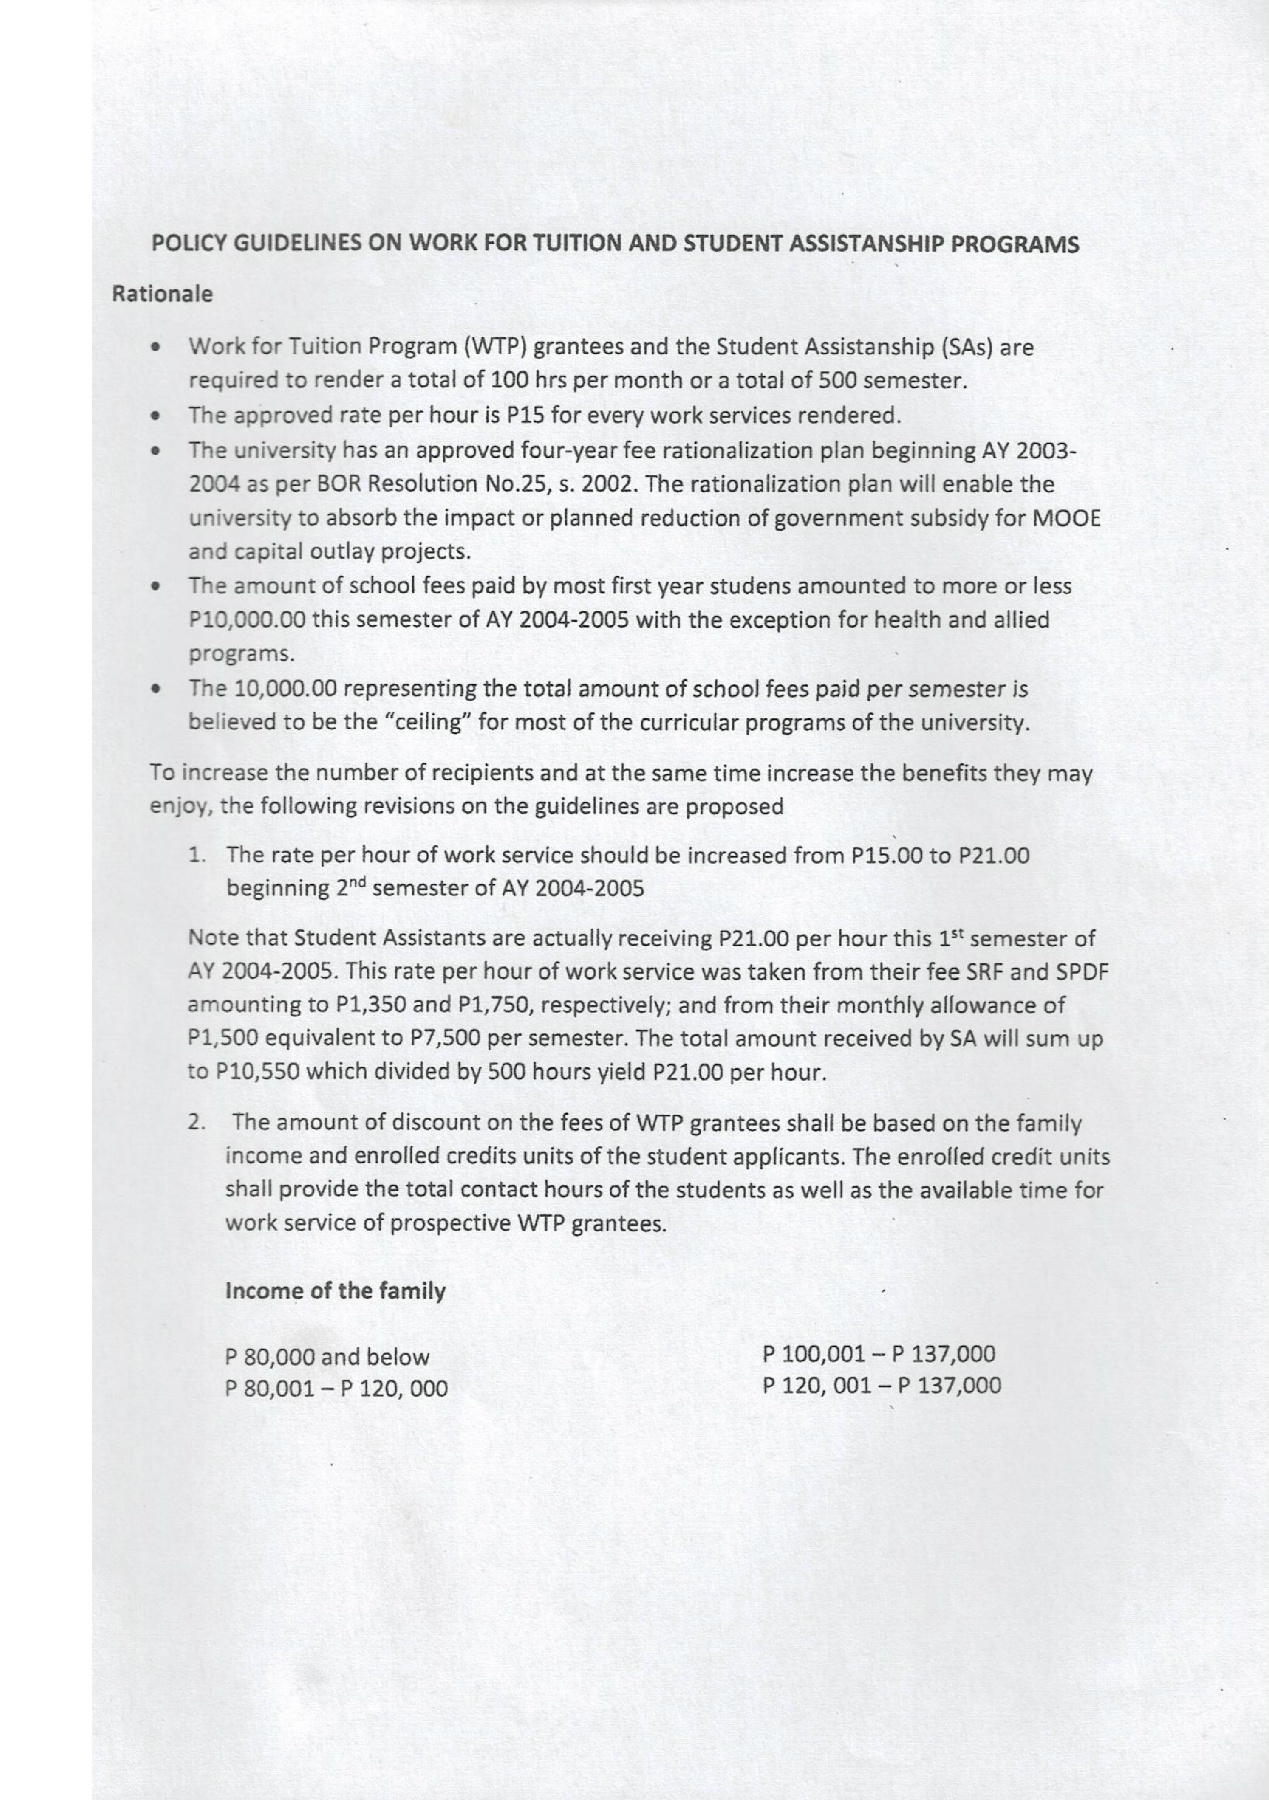 POLICY GUIDELINES ON WORK FOR TUITION AND STUDENT ASSISTANSHIP PROGRAMS
Rationale
• Work for Tuition Program (WTP) grantees and the Student Assistanship (SAs) are
required to render a total of 100 hrs per month or a total of 500 semester.
• The approved rate per hour is P15 for every work services rendered.
• The university has an approved four-year fee rationalization plan beginning AY 2003-
2004 as per BOR Resolution No.25, s. 2002. The rationalization plan will enable the
university to absorb the impact or planned reduction of government subsidy for MOOE
and capital outlay projects.
• The amount of school fees paid by most first year studens amounted to more or less
P10,000.00 this semester of AY 2004-2005 with the exception for health and allied
programs.
• The 10,000.00 representing the total amount of school fees paid per semester is
believed to be the “ceiling” for most of the curricular programs of the university.
To increase the number of recipients and at the same time increase the benefits they may
enjoy, the following revisions on the guidelines are proposed
1. The rate per hour of work service should be increased from P15.00 to P21.00
beginning 2nd semester of AY 2004-2005
Note that Student Assistants are actually receiving P21.00 per hour this 1st semester of
AY 2004-2005. This rate per hour of work service was taken from their fee SRF and SPDF
amounting to P1,350 and P1,750, respectively; and from their monthly allowance of
P1,500 equivalent to P7,500 per semester. The total amount received by SA will sum up
to P10,550 which divided by 500 hours yield P21.00 per hour.
2. The amount of discount on the fees of WTP grantees shall be based on the family
income and enrolled credits units of the student applicants. The enrolled credit units
shall provide the total contact hours of the students as well as the available time for
work service of prospective WTP grantees.
Income of the family
P 80,000 and below P 100,001 – P 137,000
P 80,001 – P 120, 000 P 120, 001 – P 137,000